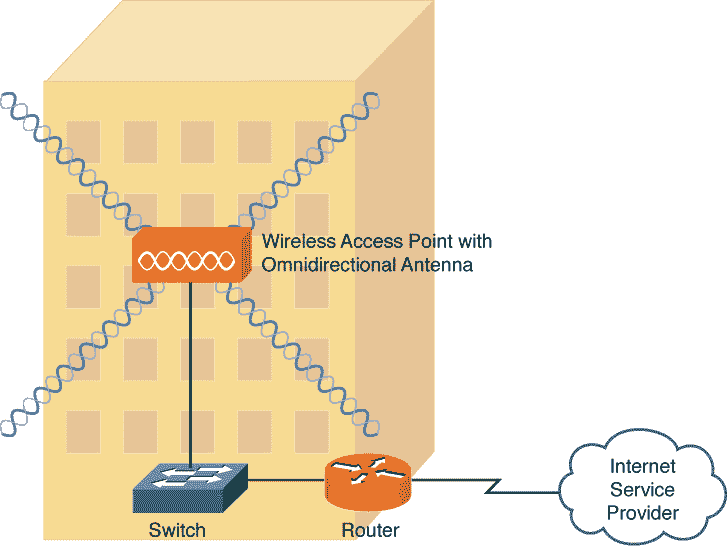 Wireless Access Point with
Omnidirectional Antenna
Switch
Router
Internet
Service
Provider